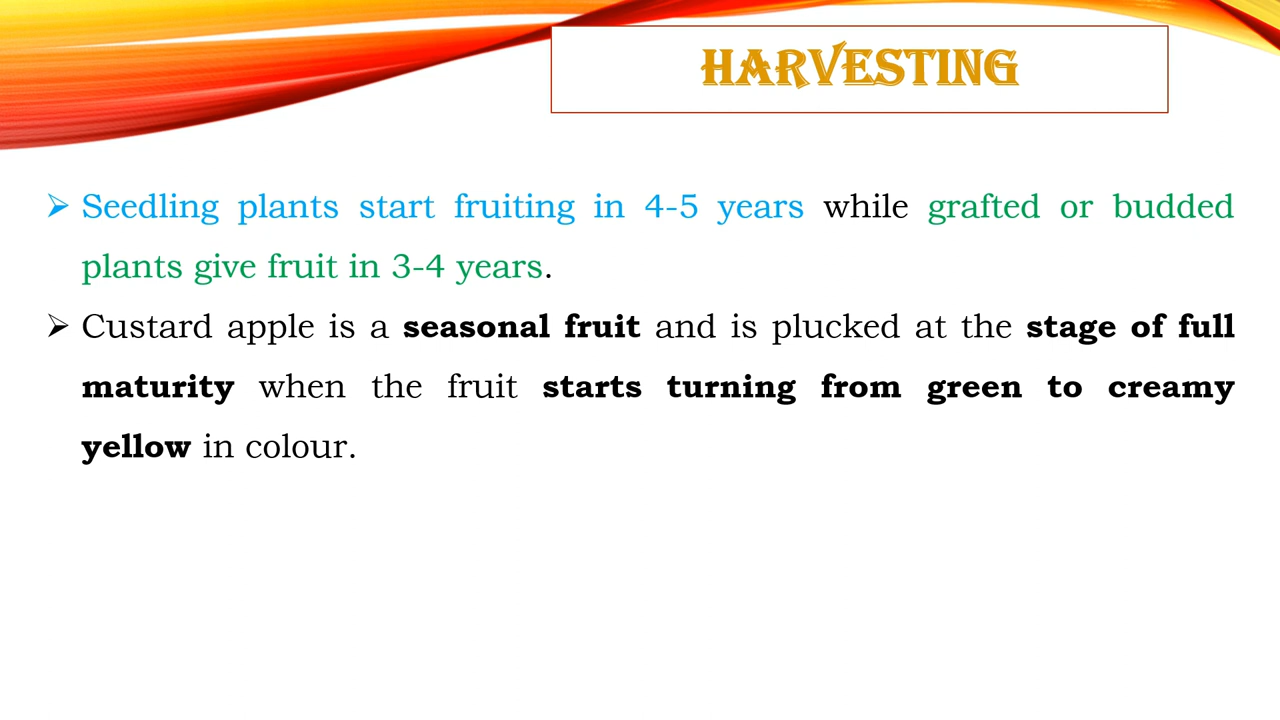 HARVESTING
➢ Seedling plants start fruiting in 4-5 years while grafted or budded
plants give fruit in 3-4 years.
➢ Custard apple is a seasonal fruit and is plucked at the stage of full
maturity when the fruit starts turning from green to creamy
yellow in colour.